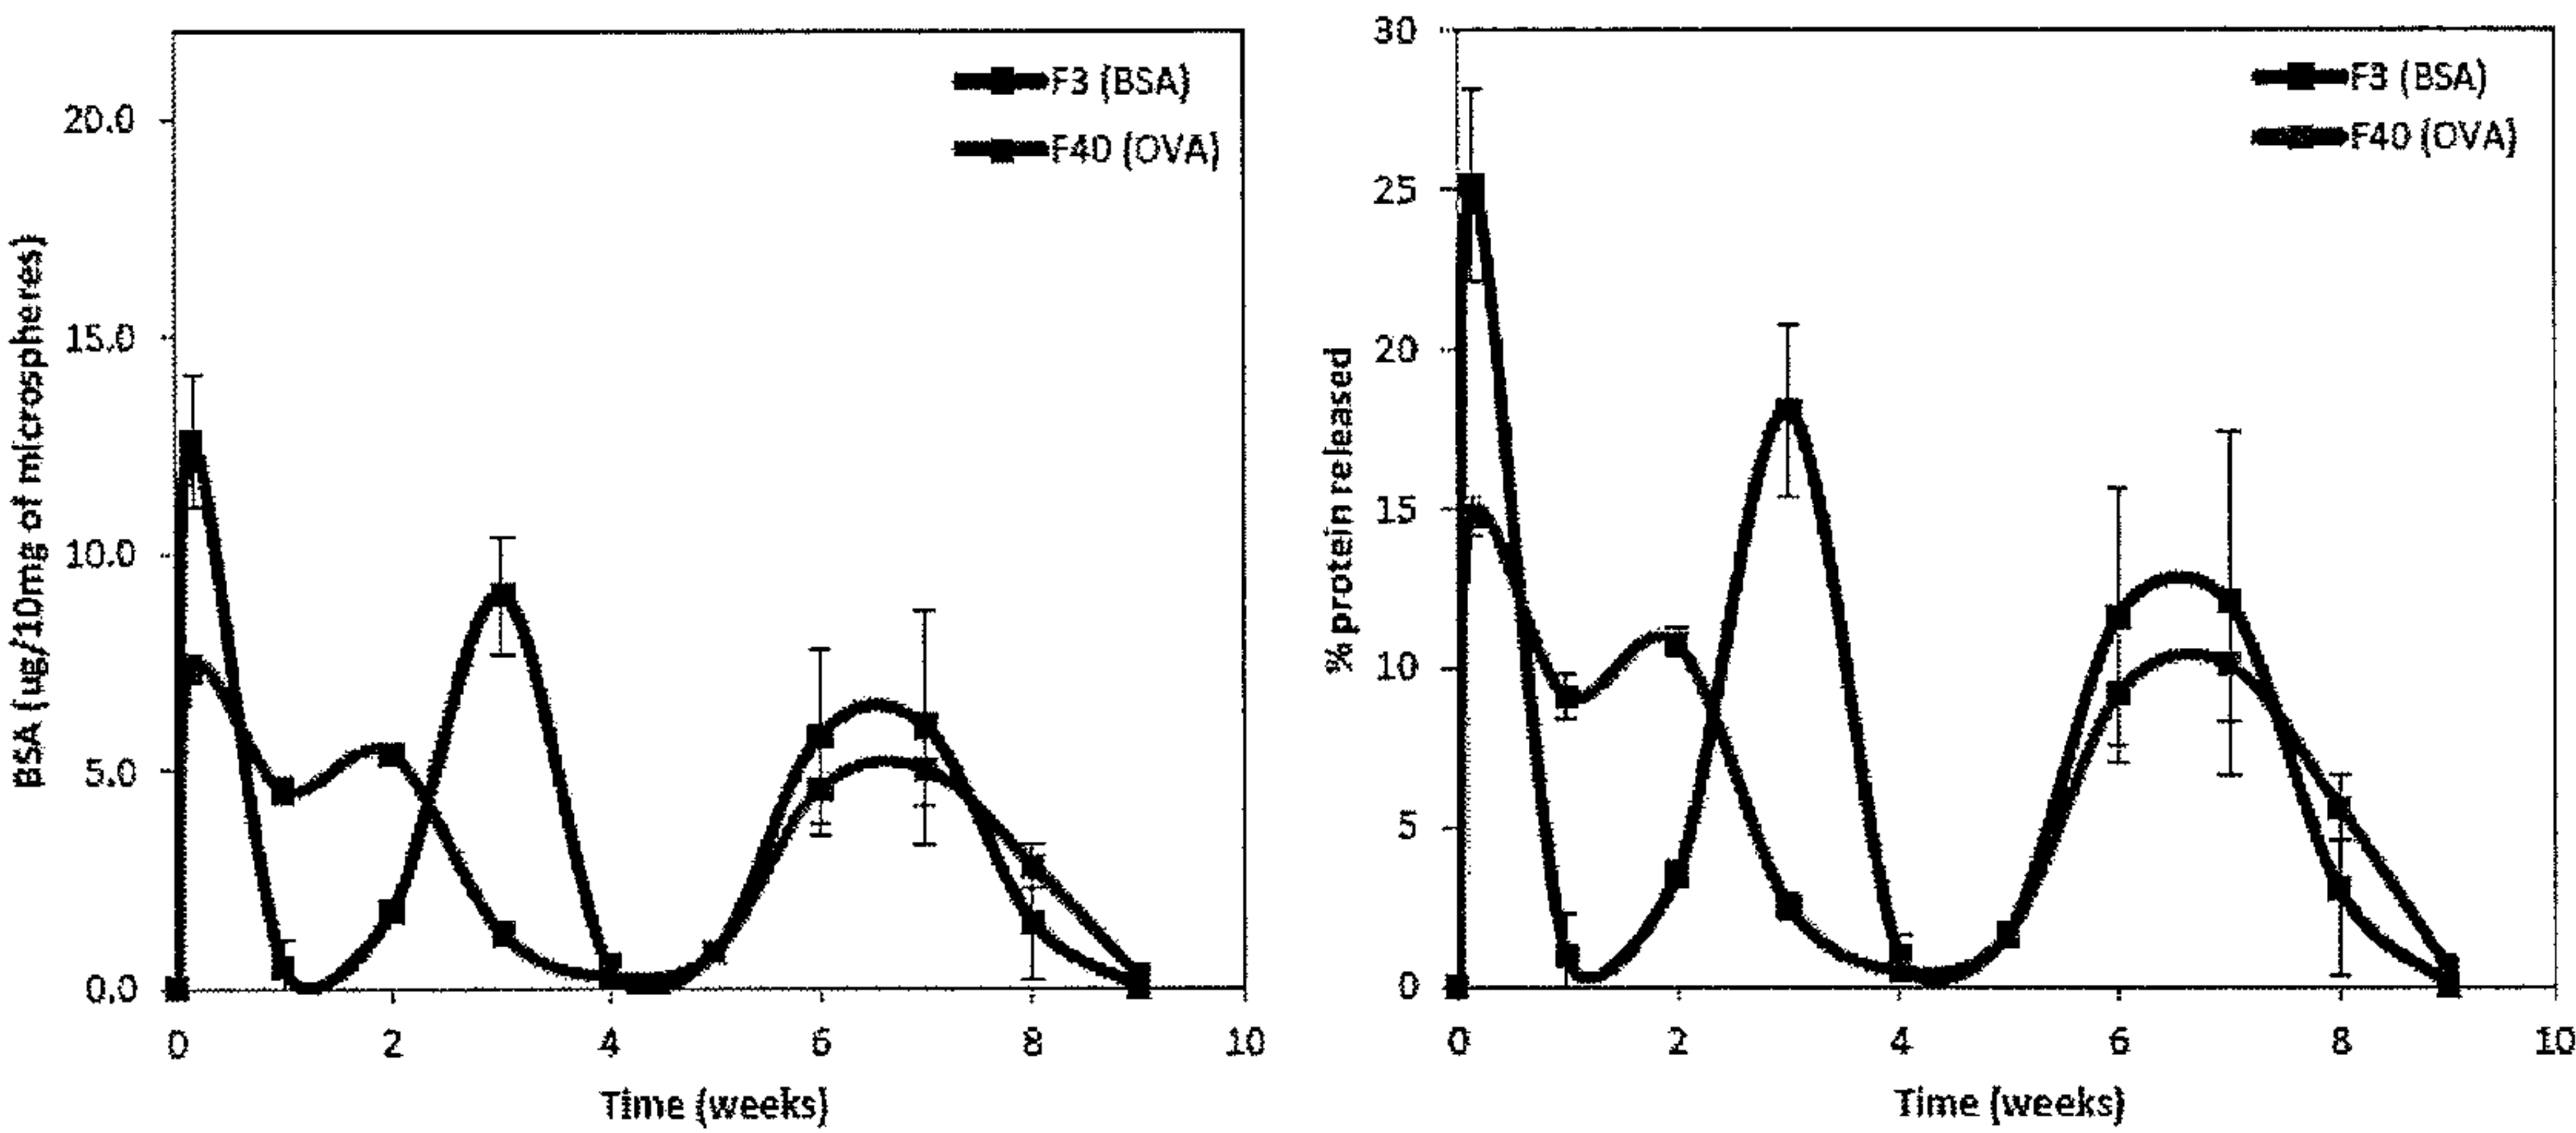 F3 (BSA)
F40 (OVA)
20.0
15.0
10.0
5.0
0.0
BSA (ug/10mg of microspheres)
0 2 4 6 8 10
Time (weeks)
F3 (BSA)
F40 (OVA)
30
25
20
15
10
5
0
% protein released
0 2 4 6 8 10
Time (weeks)